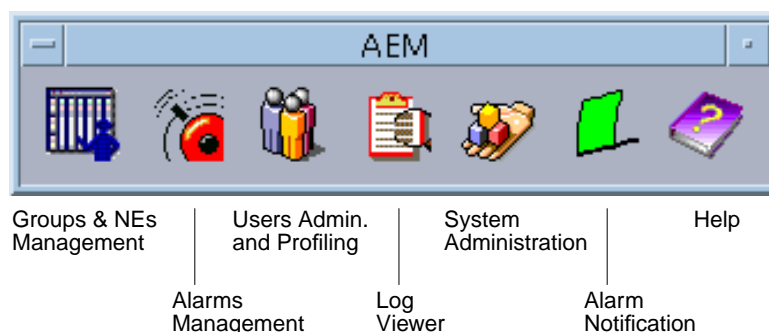 AEM
Groups & NEs
Management
Users Admin.
and Profiling
System
Administration
Help
Alarms
Management
Log
Viewer
Alarm
Notification